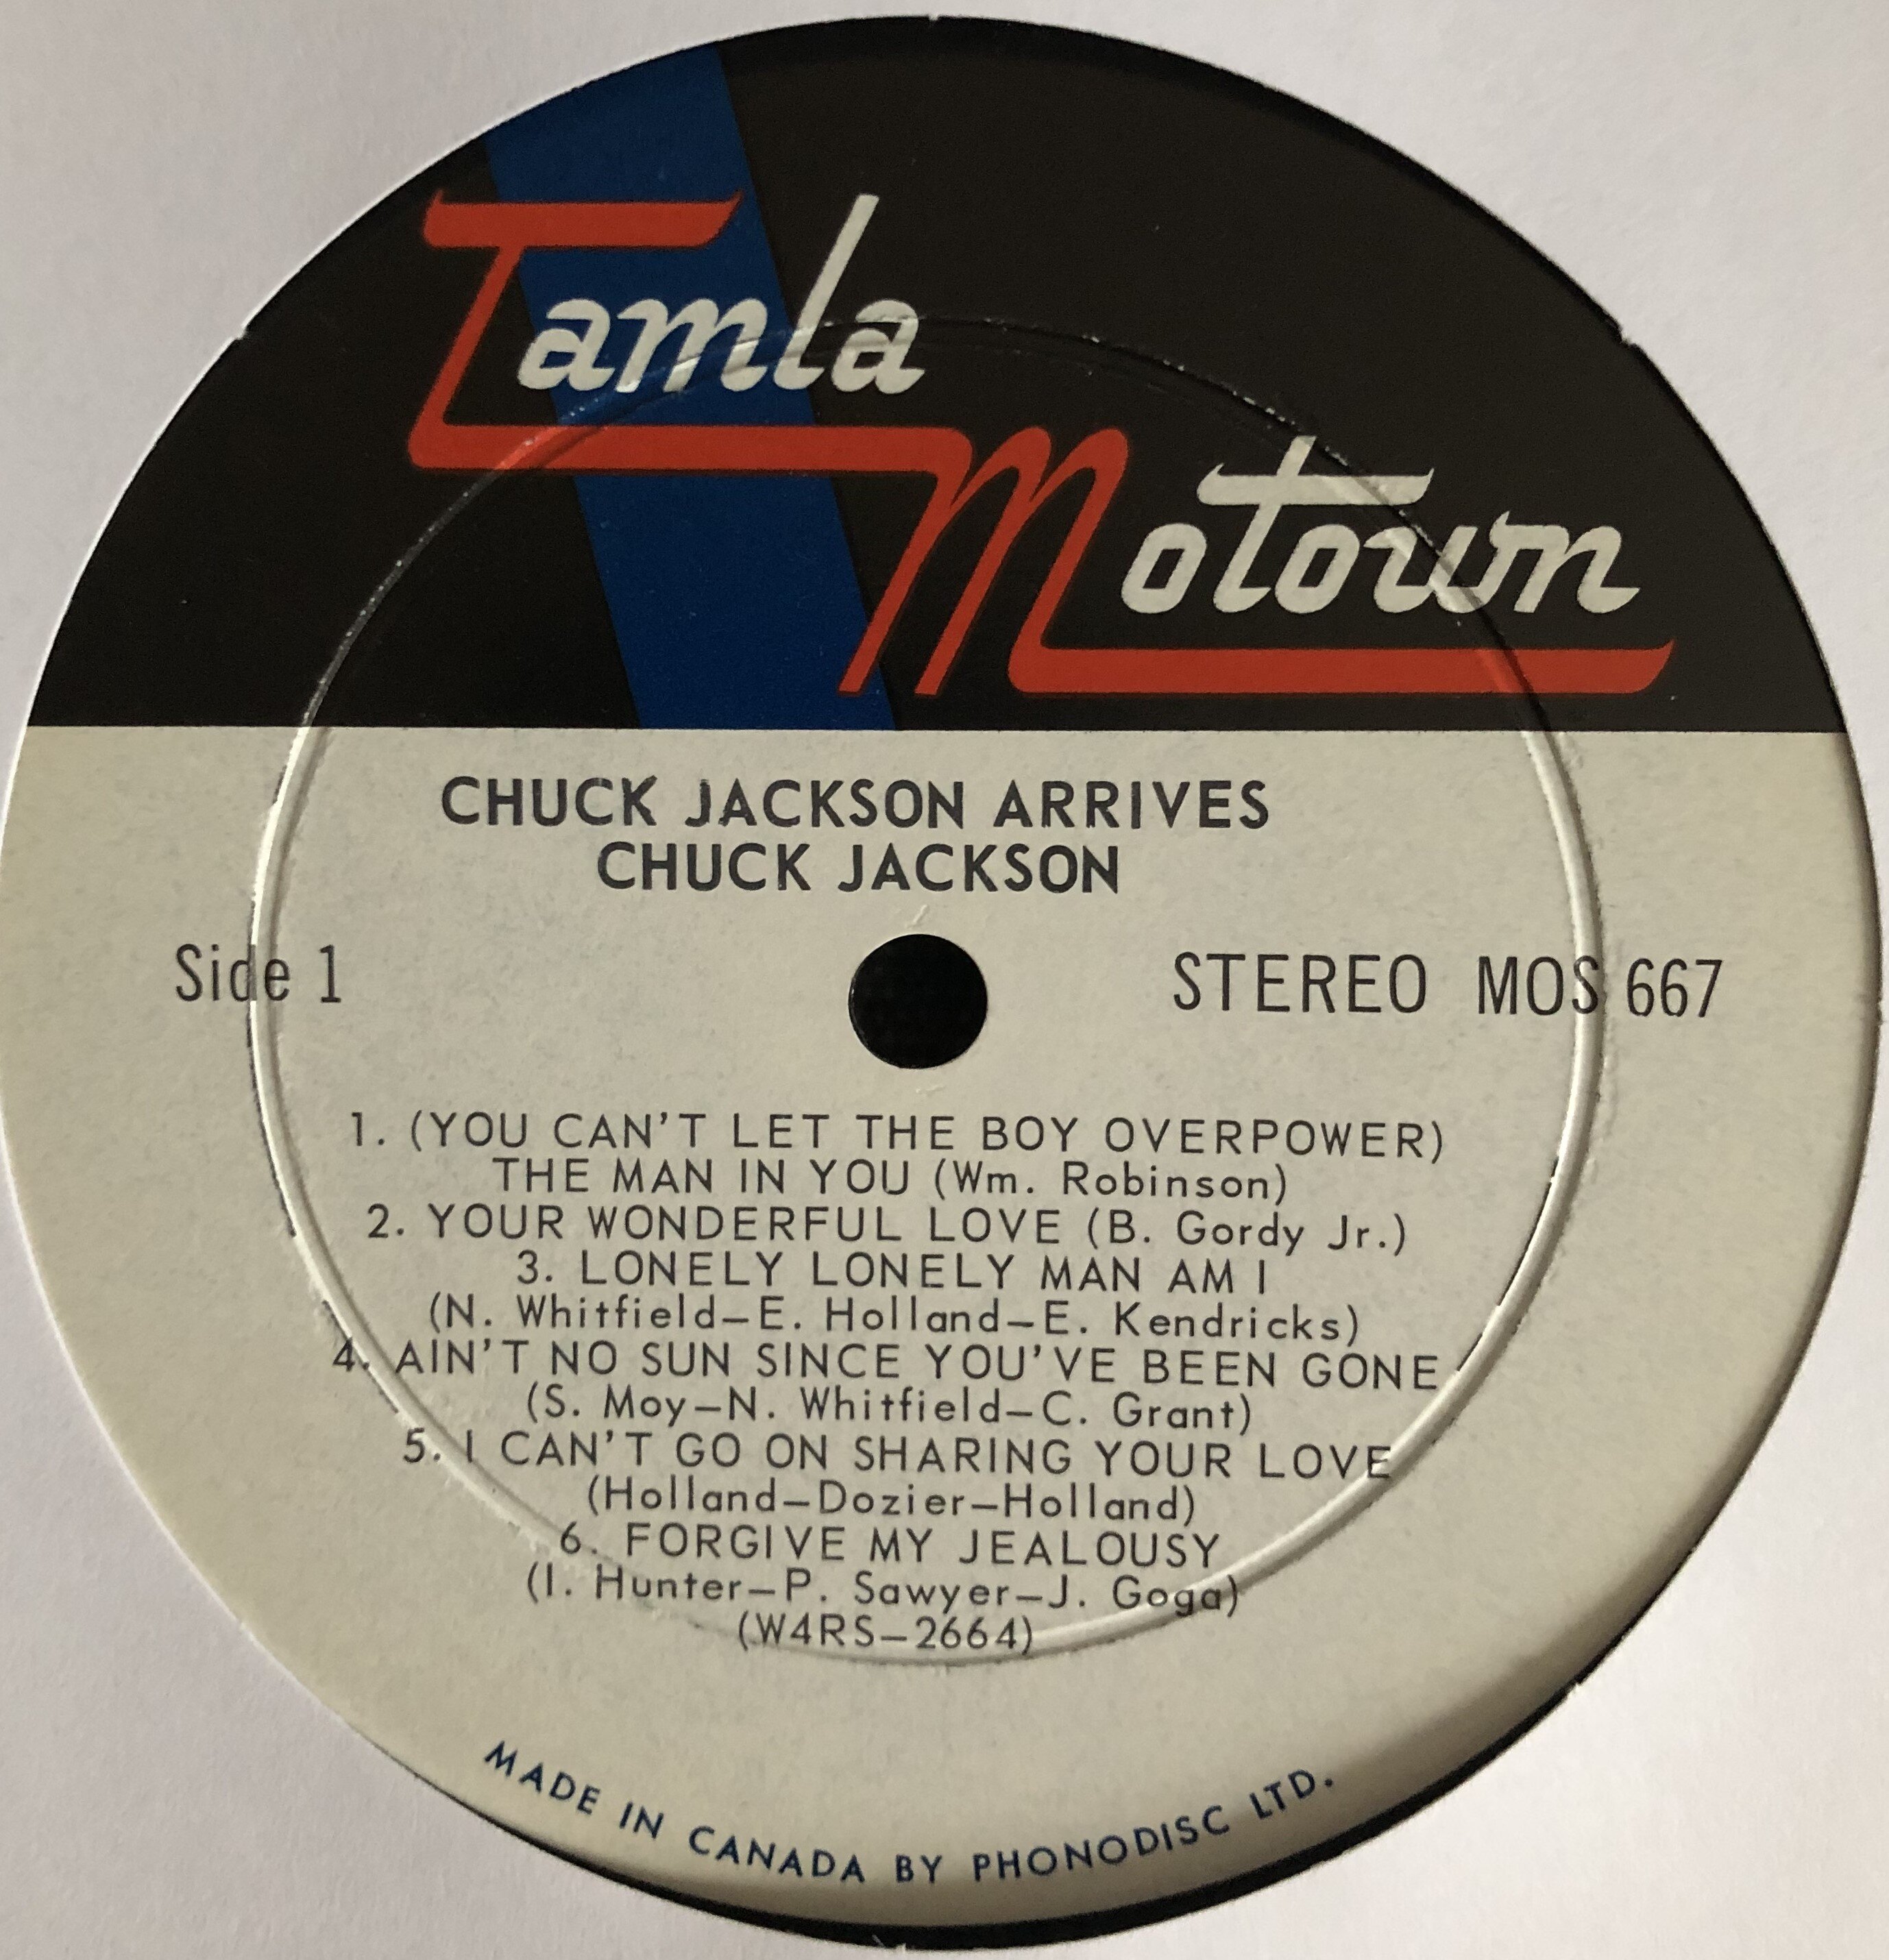 Tamla
Motown
CHUCK JACKSON ARRIVES
CHUCK JACKSON
Side 1
STEREO MOS 667
1. (YOU CAN'T LET THE BOY OVERPOWER)
THE MAN IN YOU (Wm. Robinson)
2. YOUR WONDERFUL LOVE (B. Gordy Jr.)
3. LONELY LONELY MAN AM I
(N. Whitfield–E. Holland–E. Kendricks)
4. AIN'T NO SUN SINCE YOU'VE BEEN GONE
(S. Moy–N. Whitfield–C. Grant)
5. I CAN'T GO ON SHARING YOUR LOVE
(Holland–Dozier–Holland)
6. FORGIVE MY JEALOUSY
(I. Hunter–P. Sawyer–J. Goga)
(W4RS–2664)
MADE IN CANADA BY PHONODISC LTD.